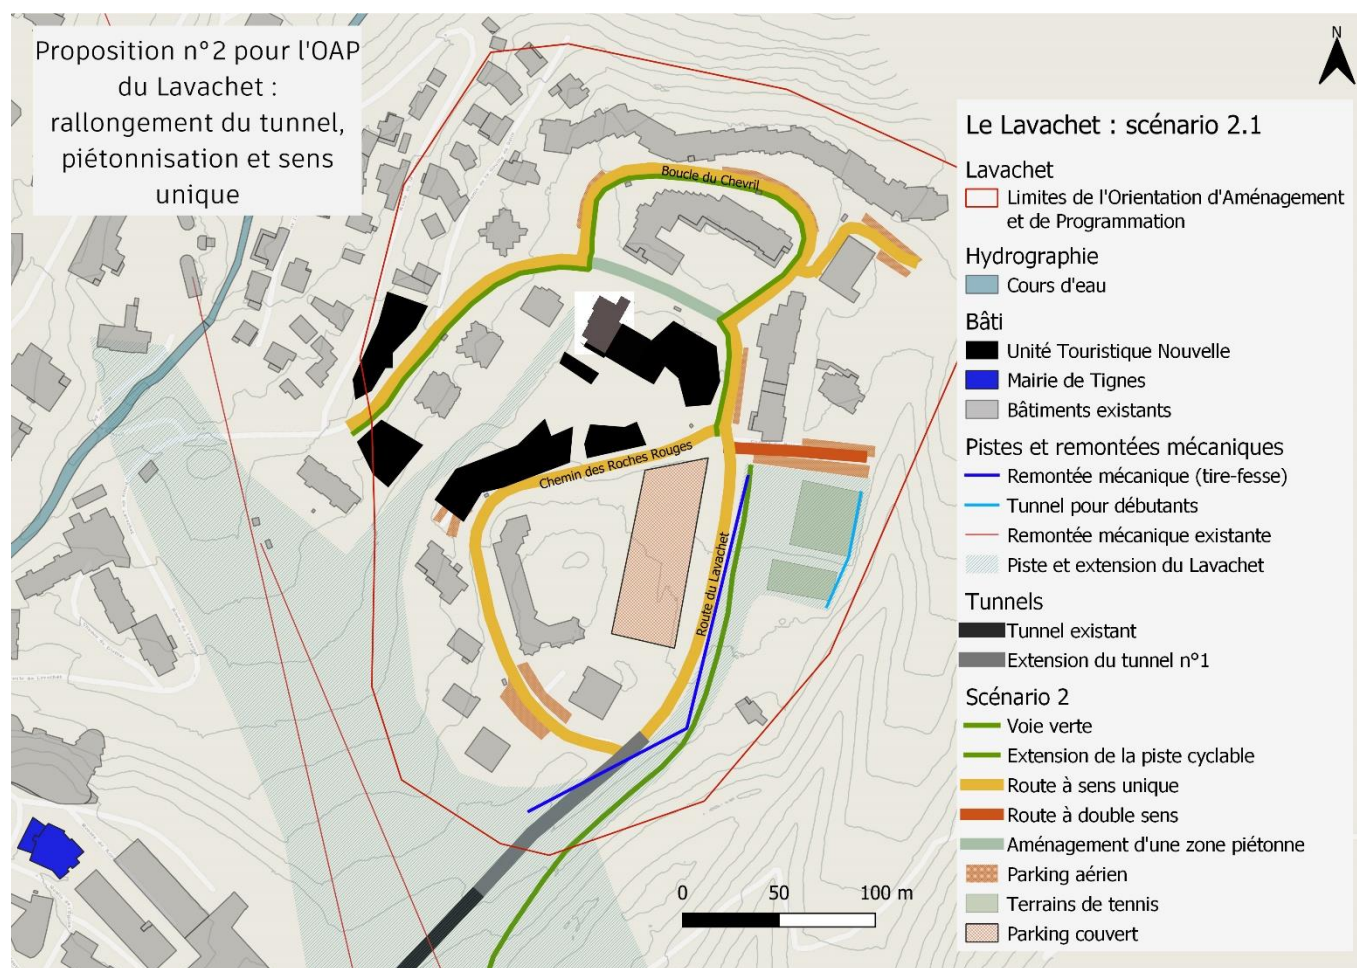 Proposition n°2 pour l'OAP
du Lavachet :
rallongement du tunnel,
piétonnisation et sens
unique
N
Le Lavachet : scénario 2.1
Lavachet
Limites de l'Orientation d'Aménagement
et de Programmation
Hydrographie
Cours d'eau
Bâti
Unité Touristique Nouvelle
Mairie de Tignes
Bâtiments existants
Pistes et remontées mécaniques
Remontée mécanique (tire-fesse)
Tunnel pour débutants
Remontée mécanique existante
Piste et extension du Lavachet
Tunnels
Tunnel existant
Extension du tunnel n°1
Scénario 2
Voie verte
Extension de la piste cyclable
Route à sens unique
Route à double sens
Aménagement d'une zone piétonne
Parking aérien
Terrains de tennis
Parking couvert
Boucle du Chevril
Chemin des Roches Rouges
Route du Lavachet
0 50 100 m